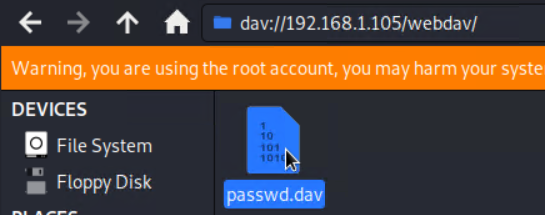 dav://192.168.1.105/webdav/
Warning, you are using the root account, you may harm your syste
DEVICES
File System
Floppy Disk
PLACES
1
10
101
1010
passwd.dav